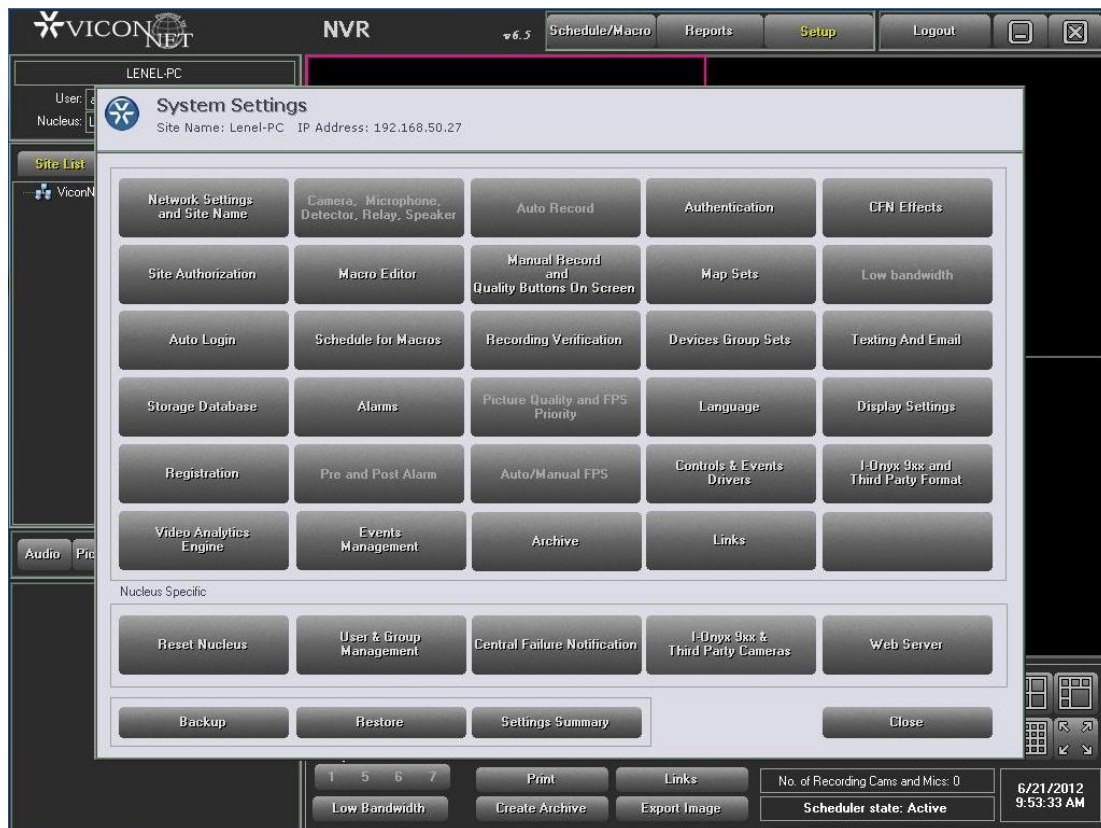 VICON NET
NVR
v6.5
Schedule/Macro
Reports
Setup
Logout
LENEL-PC
User: a
Nucleus: L
System Settings
Site Name: Lenel-PC IP Address: 192.168.50.27
Site List
ViconN
Network Settings
and Site Name
Camera, Microphone,
Detector, Relay, Speaker
Auto Record
Authentication
CFN Effects
Site Authorization
Macro Editor
Manual Record
and
Quality Buttons On Screen
Map Sets
Low bandwidth
Auto Login
Schedule for Macros
Recording Verification
Devices Group Sets
Texting And Email
Storage Database
Alarms
Picture Quality and FPS
Priority
Language
Display Settings
Registration
Pre and Post Alarm
Auto/Manual FPS
Controls & Events
Drivers
I-Onyx 9xx and
Third Party Format
Video Analytics
Engine
Events
Management
Archive
Links
Audio
Pic
Nucleus Specific
Reset Nucleus
User & Group
Management
Central Failure Notification
I-Onyx 9xx &
Third Party Cameras
Web Server
Backup
Restore
Settings Summary
Close
1 5 6 7
Print
Links
No. of Recording Cams and Mics: 0
6/21/2012
Low Bandwidth
Create Archive
Export Image
Scheduler state: Active
9:53:33 AM